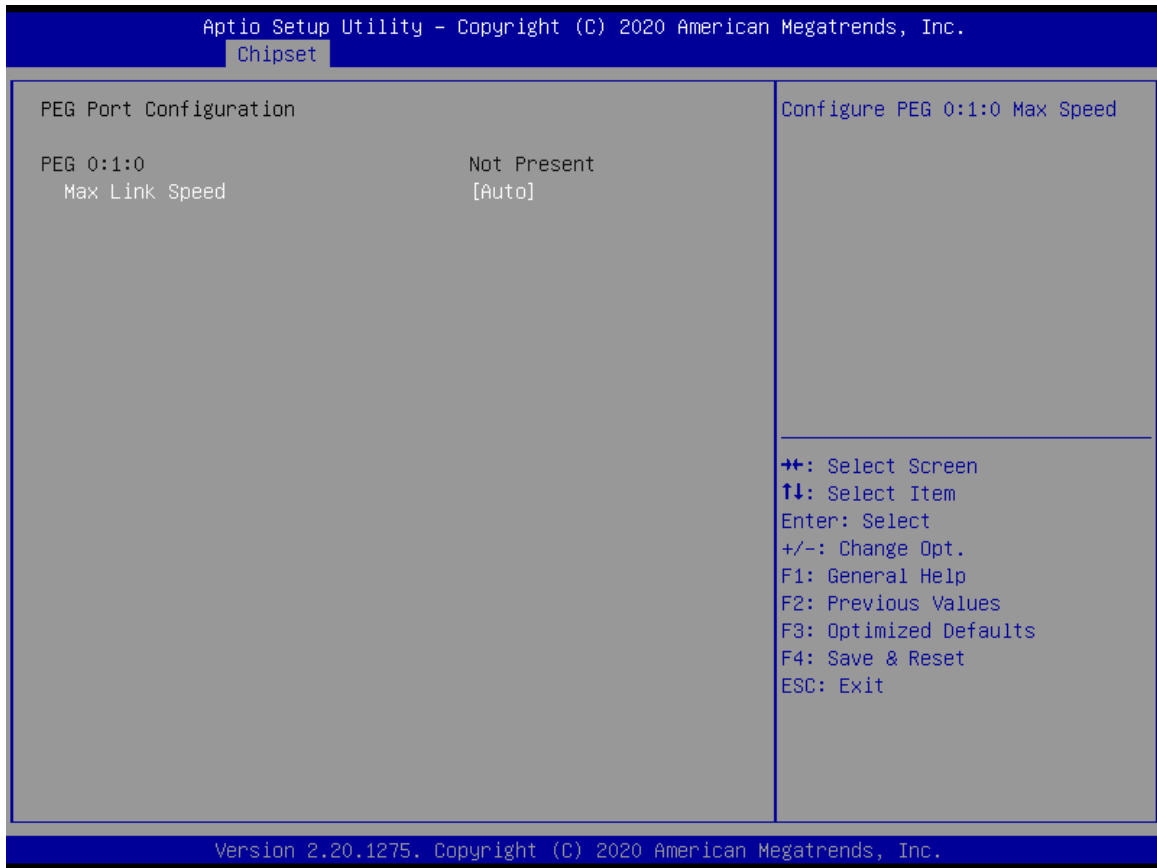 Aptio Setup Utility – Copyright (C) 2020 American Megatrends, Inc.
Chipset
PEG Port Configuration
PEG 0:1:0 Not Present
Max Link Speed [Auto]
Configure PEG 0:1:0 Max Speed
→←: Select Screen
↑↓: Select Item
Enter: Select
+/-: Change Opt.
F1: General Help
F2: Previous Values
F3: Optimized Defaults
F4: Save & Reset
ESC: Exit
Version 2.20.1275. Copyright (C) 2020 American Megatrends, Inc.